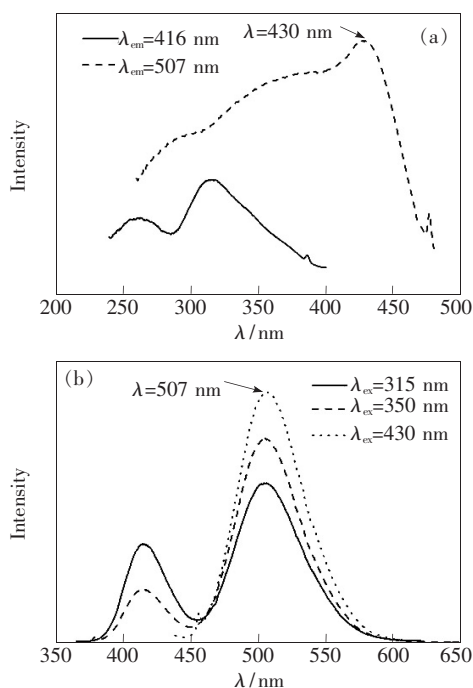 λem=416 nm
λem=507 nm
λ=430 nm
(a)
Intensity
200 250 300 350 400 450 500
λ/nm
(b)
λ=507 nm
λex=315 nm
λex=350 nm
λex=430 nm
Intensity
350 400 450 500 550 600 650
λ/nm